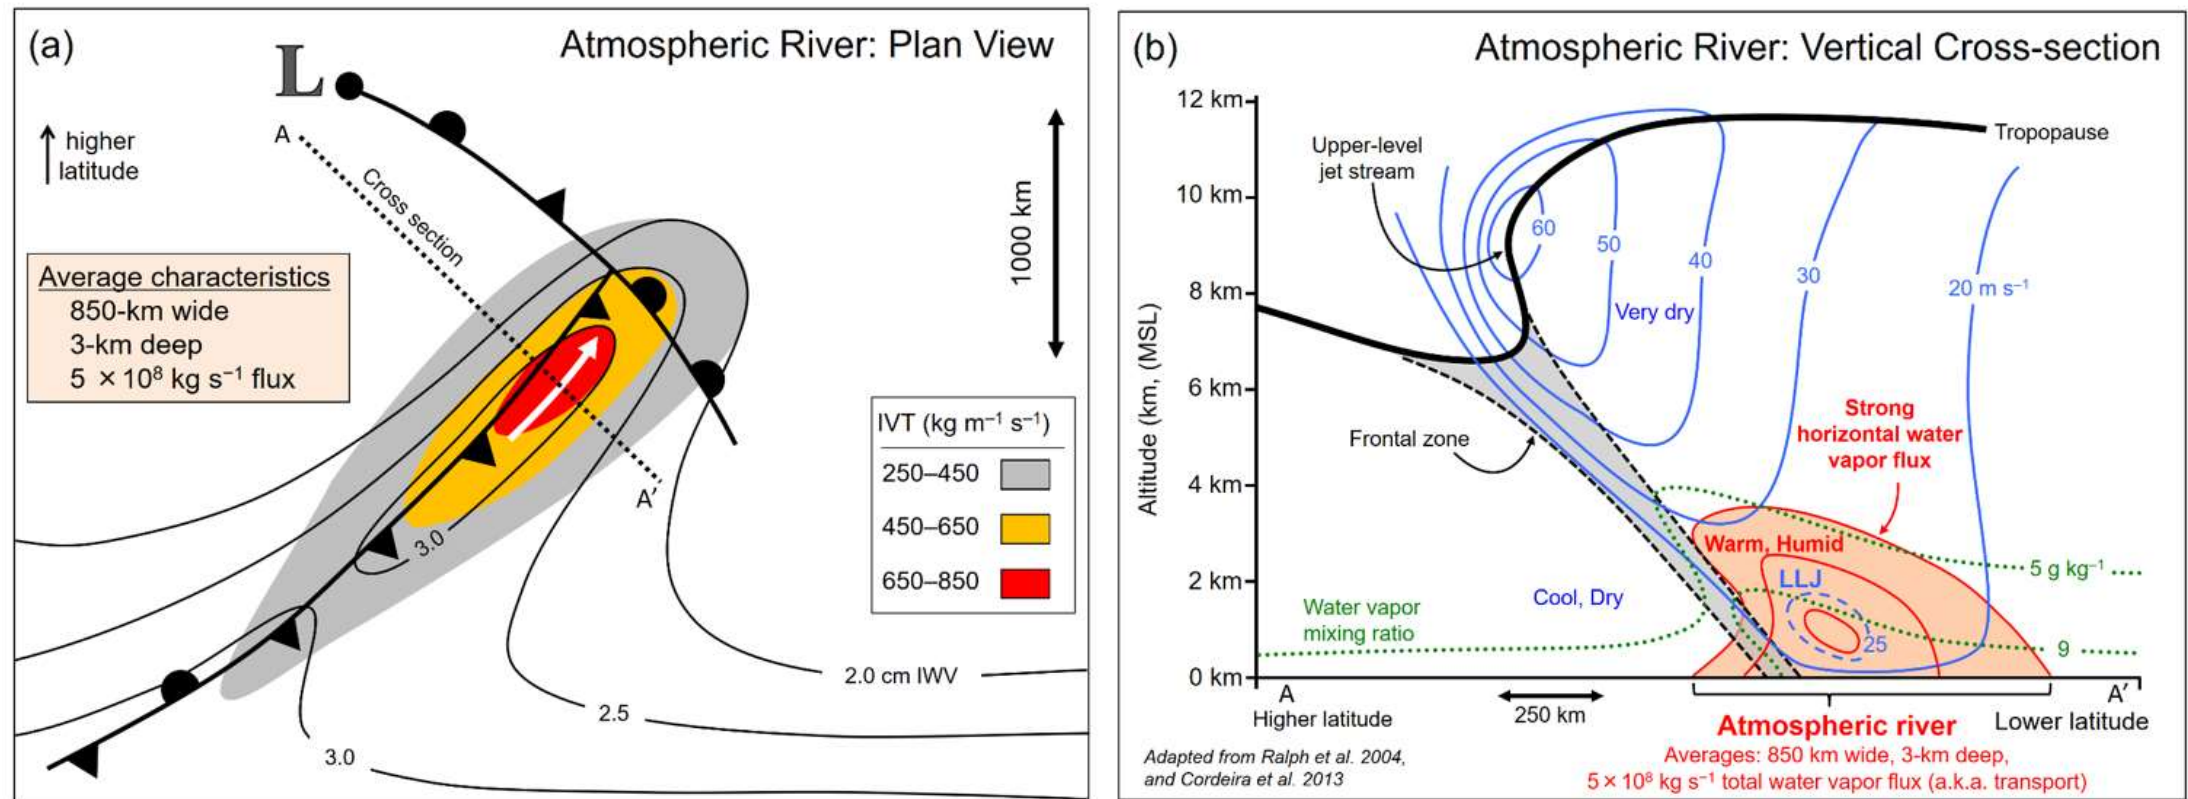 (a)
Atmospheric River: Plan View
L
A
higher
latitude
Cross section
1000 km
Average characteristics
850-km wide
3-km deep
5 ×10⁸ kg s⁻¹ flux
A′
IVT (kg m⁻¹ s⁻¹)
250–450
450–650
650–850
3.0
2.0 cm IWV
2.5
3.0
(b)
Atmospheric River: Vertical Cross-section
12 km
10 km
8 km
6 km
4 km
2 km
0 km
Altitude (km, (MSL)
Tropopause
Upper-level
jet stream
60
50
40
30
20 m s⁻¹
Very dry
Frontal zone
Strong
horizontal water
vapor flux
Warm, Humid
LLJ
25
5 g kg⁻¹
9
Cool, Dry
Water vapor
mixing ratio
A
Higher latitude
250 km
A′
Lower latitude
Atmospheric river
Averages: 850 km wide, 3-km deep,
5×10⁸ kg s⁻¹ total water vapor flux (a.k.a. transport)
Adapted from Ralph et al. 2004,
and Cordeira et al. 2013